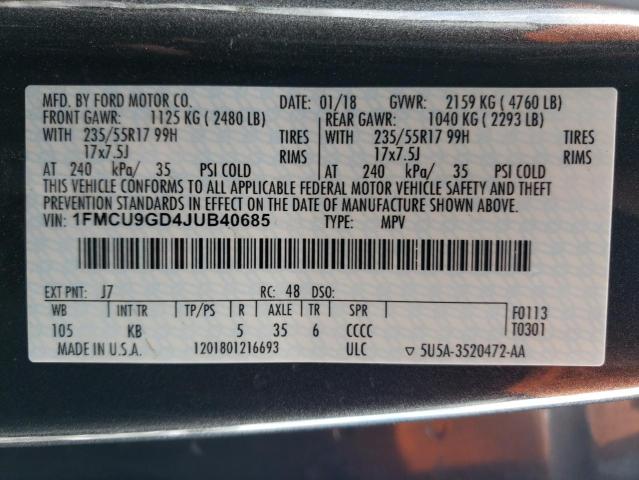 MFD. BY FORD MOTOR CO. DATE: 01/18 GVWR: 2159 KG ( 4760 LB)
FRONT GAWR: 1125 KG ( 2480 LB) REAR GAWR: 1040 KG ( 2293 LB)
WITH 235/55R17 99H TIRES WITH 235/55R17 99H TIRES
17x7.5J RIMS 17x7.5J RIMS
AT 240 kPa/ 35 PSI COLD AT 240 kPa/ 35 PSI COLD
THIS VEHICLE CONFORMS TO ALL APPLICABLE FEDERAL MOTOR VEHICLE SAFETY AND THEFT
PREVENTION STANDARDS IN EFFECT ON THE DATE OF MANUFACTURE SHOWN ABOVE.
VIN: 1FMCU9GD4JUB40685 TYPE: MPV
EXT PNT: J7 RC: 48 DSO:
WB INT TR TP/PS R AXLE TR SPR F0113
105 KB 5 35 6 CCCC T0301
MADE IN U.S.A. 1201801216693 ULC ▽ 5U5A-3520472-AA